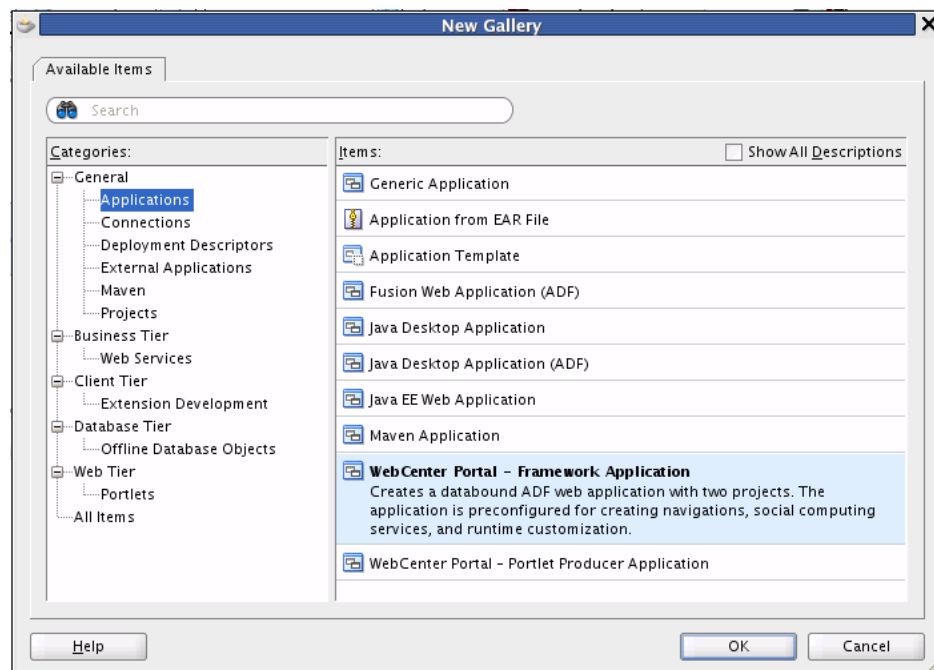 New Gallery
Available Items
Search
Categories:
General
Applications
Connections
Deployment Descriptors
External Applications
Maven
Projects
Business Tier
Web Services
Client Tier
Extension Development
Database Tier
Offline Database Objects
Web Tier
Portlets
All Items
Items:
Show All Descriptions
Generic Application
Application from EAR File
Application Template
Fusion Web Application (ADF)
Java Desktop Application
Java Desktop Application (ADF)
Java EE Web Application
Maven Application
WebCenter Portal - Framework Application
Creates a databound ADF web application with two projects. The
application is preconfigured for creating navigations, social computing
services, and runtime customization.
WebCenter Portal - Portlet Producer Application
Help
OK
Cancel